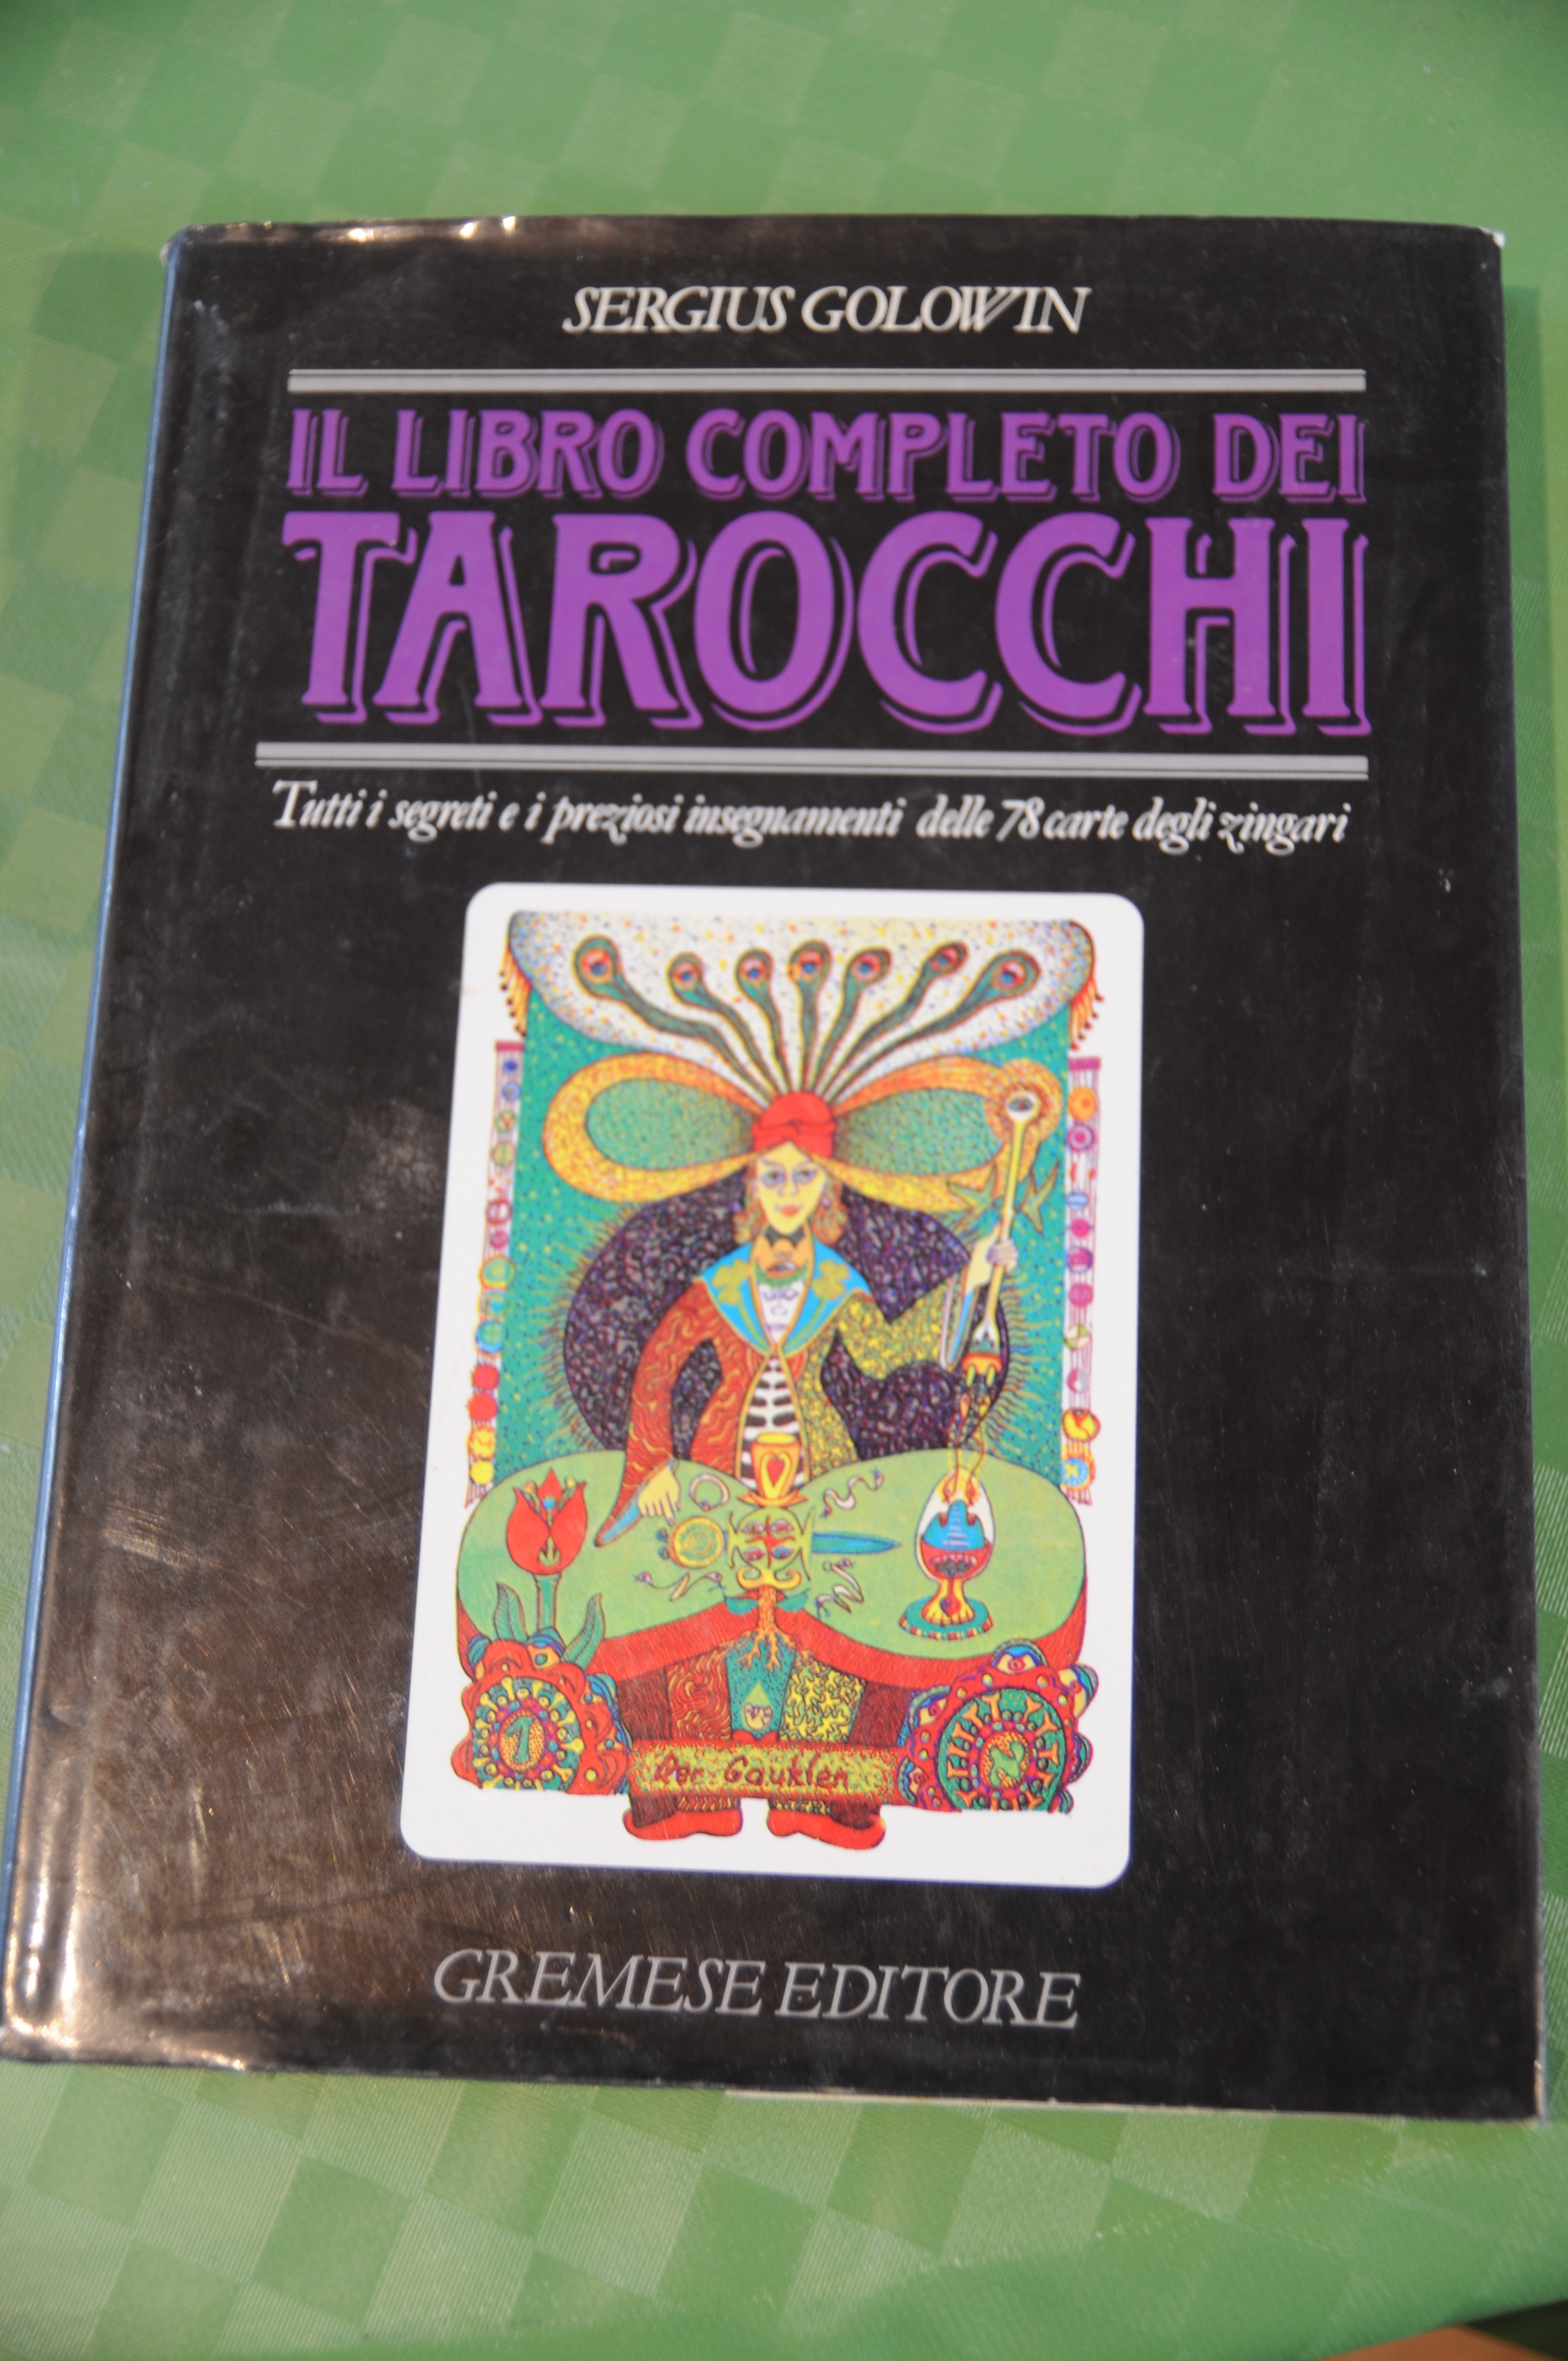 SERGIUS GOLOWIN
IL LIBRO COMPLETO DEI
TAROCCHI
Tutti i segreti e i preziosi insegnamenti delle 78 carte degli zingari
1
Der Gaukler
GREMESE EDITORE